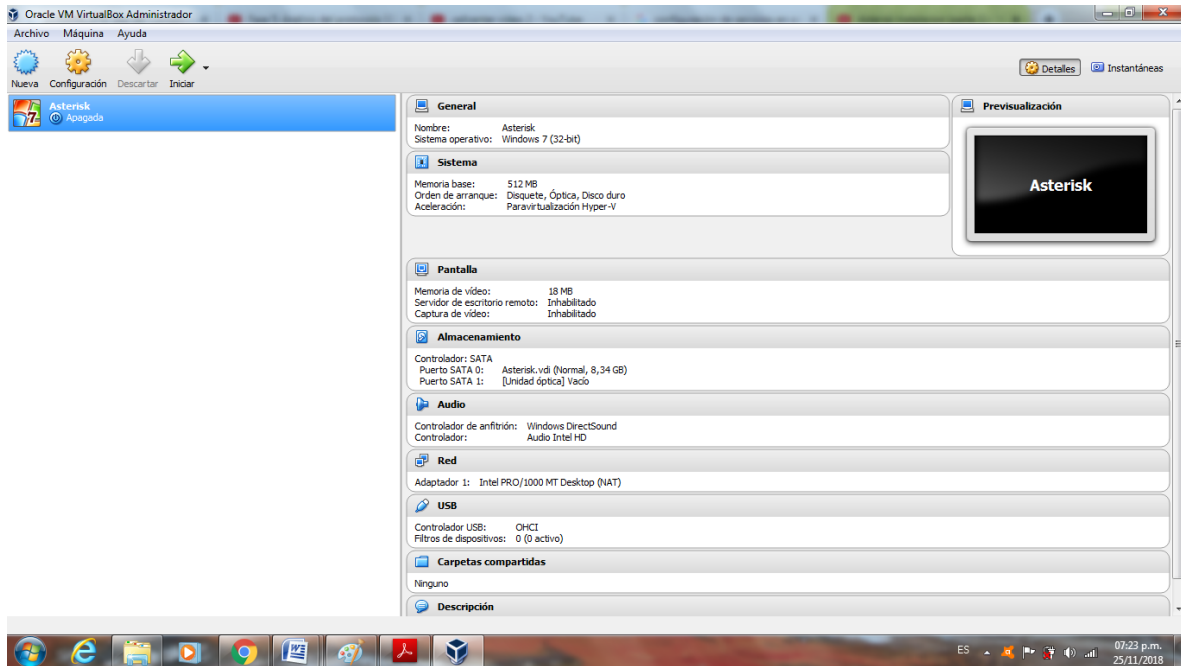 Oracle VM VirtualBox Administrador
Archivo Máquina Ayuda
Nueva Configuración Descartar Iniciar
Detalles Instantáneas
Asterisk
Apagada
General
Nombre: Asterisk
Sistema operativo: Windows 7 (32-bit)
Sistema
Memoria base: 512 MB
Orden de arranque: Disquete, Óptica, Disco duro
Aceleración: Paravirtualización Hyper-V
Previsualización
Asterisk
Pantalla
Memoria de vídeo: 18 MB
Servidor de escritorio remoto: Inhabilitado
Captura de vídeo: Inhabilitado
Almacenamiento
Controlador: SATA
Puerto SATA 0: Asterisk.vdi (Normal, 8,34 GB)
Puerto SATA 1: [Unidad óptica] Vacío
Audio
Controlador de anfitrión: Windows DirectSound
Controlador: Audio Intel HD
Red
Adaptador 1: Intel PRO/1000 MT Desktop (NAT)
USB
Controlador USB: OHCI
Filtros de dispositivos: 0 (0 activo)
Carpetas compartidas
Ninguno
Descripción
ES
07:23 p.m.
25/11/2018